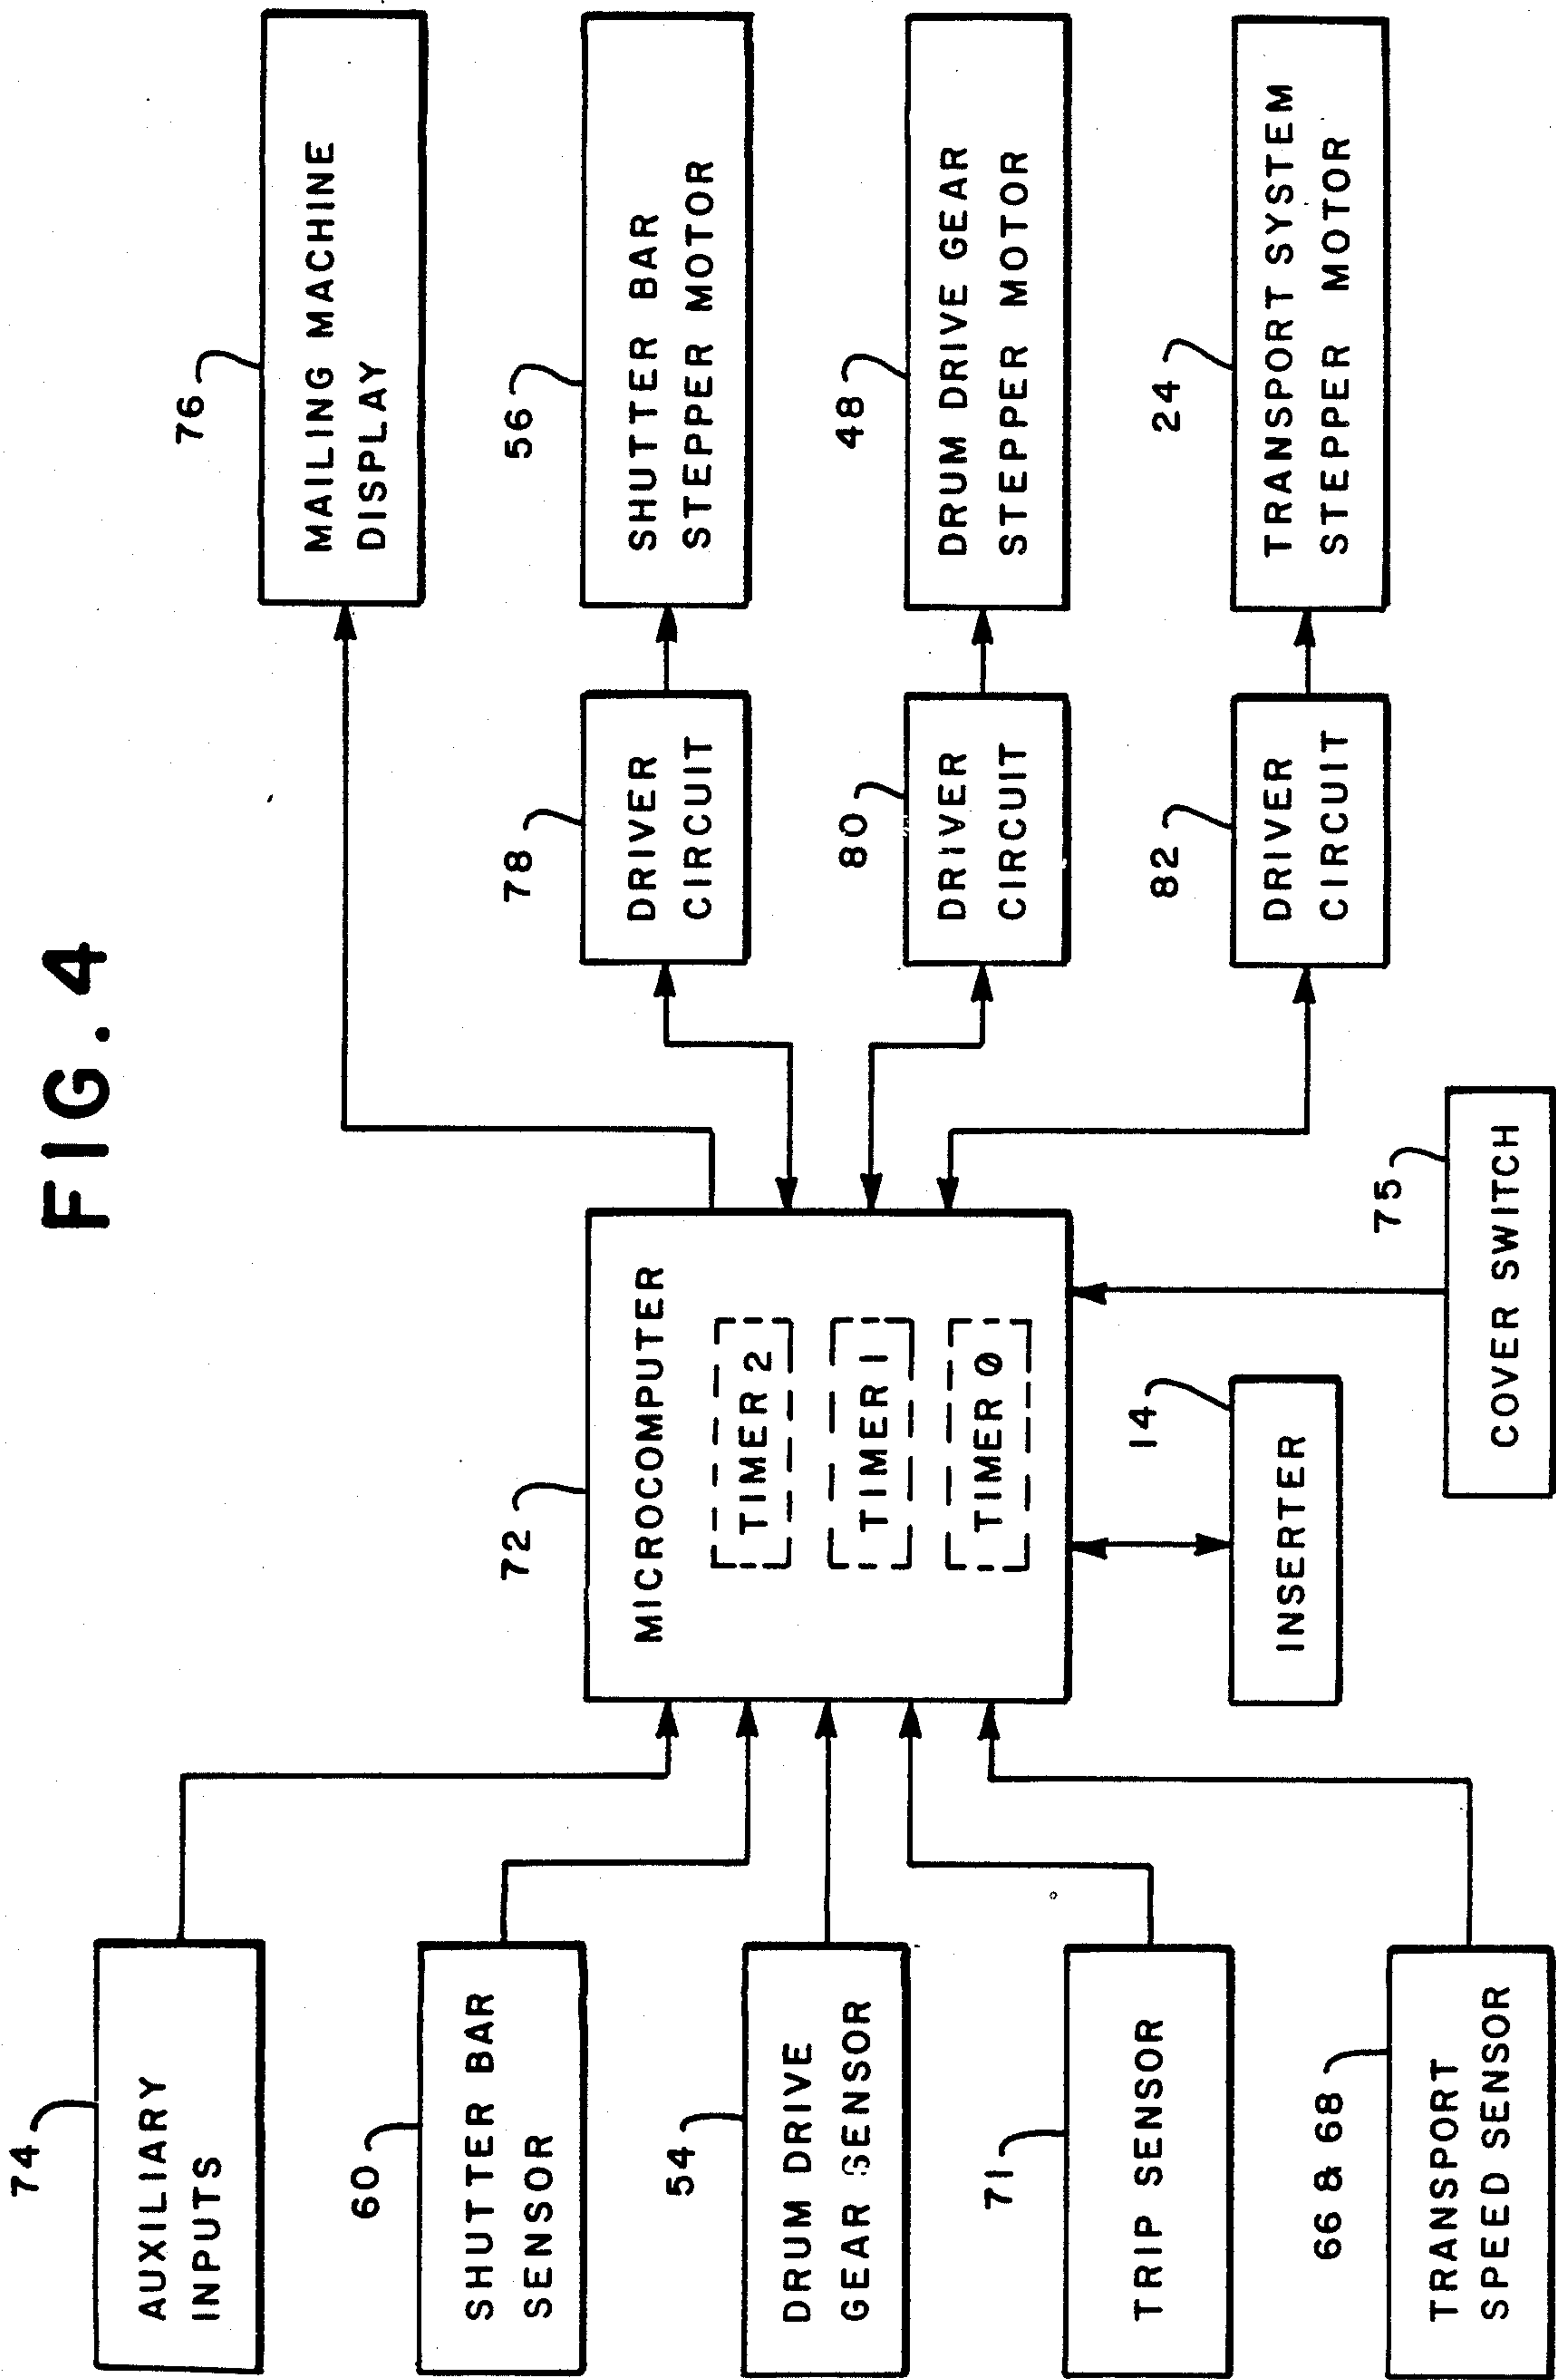 FIG. 4
74
AUXILIARY
INPUTS
60
SHUTTER BAR
SENSOR
54
DRUM DRIVE
GEAR SENSOR
71
TRIP SENSOR
66 & 68
TRANSPORT
SPEED SENSOR
72
MICROCOMPUTER
TIMER 2
TIMER 1
TIMER 0
14
INSERTER
75
COVER SWITCH
78
DRIVER
CIRCUIT
80
DRIVER
CIRCUIT
82
DRIVER
CIRCUIT
76
MAILING MACHINE
DISPLAY
56
SHUTTER BAR
STEPPER MOTOR
48
DRUM DRIVE GEAR
STEPPER MOTOR
24
TRANSPORT SYSTEM
STEPPER MOTOR